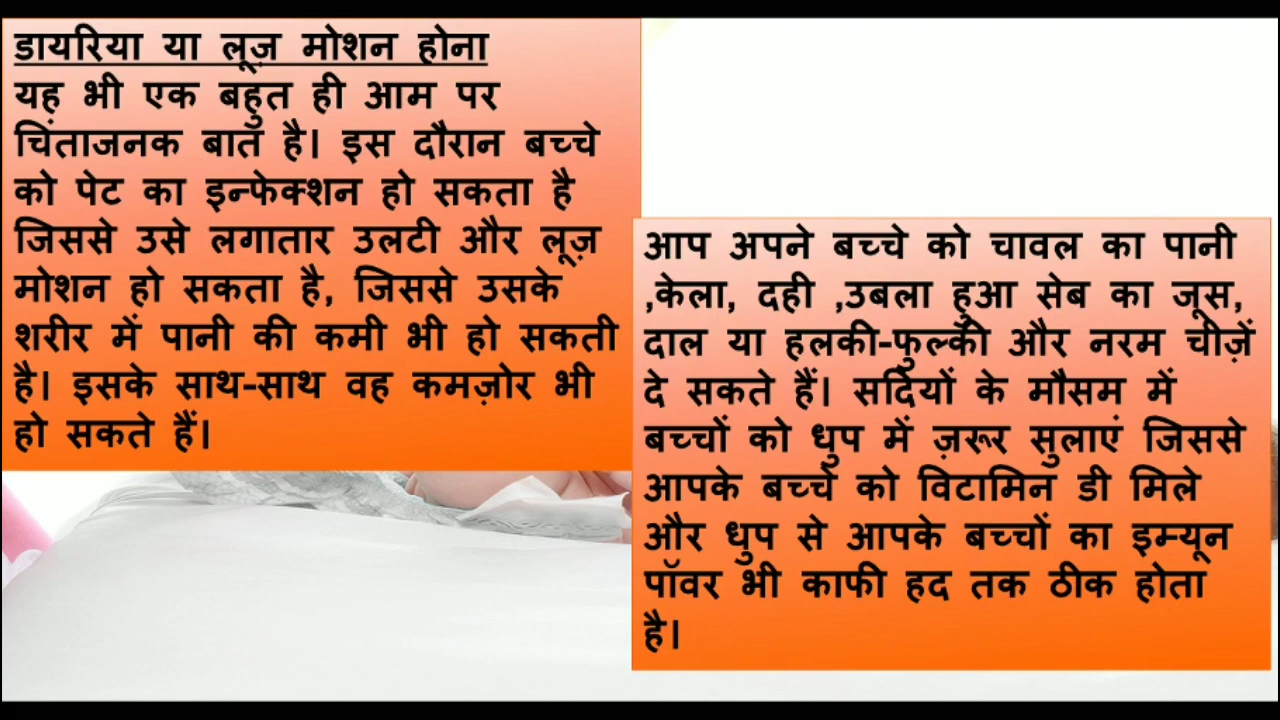 डायरिया या लूज़ मोशन होना
यह भी एक बहुत ही आम पर
चिंताजनक बात है। इस दौरान बच्चे
को पेट का इन्फेक्शन हो सकता है
जिससे उसे लगातार उलटी और लूज़
मोशन हो सकता है, जिससे उसके
शरीर में पानी की कमी भी हो सकती
है। इसके साथ-साथ वह कमज़ोर भी
हो सकते हैं।
आप अपने बच्चे को चावल का पानी
,केला, दही ,उबला हुआ सेब का जूस,
दाल या हलकी-फुल्की और नरम चीज़ें
दे सकते हैं। सर्दियों के मौसम में
बच्चों को धुप में ज़रूर सुलाएं जिससे
आपके बच्चे को विटामिन डी मिले
और धुप से आपके बच्चों का इम्यून
पॉवर भी काफी हद तक ठीक होता
है।